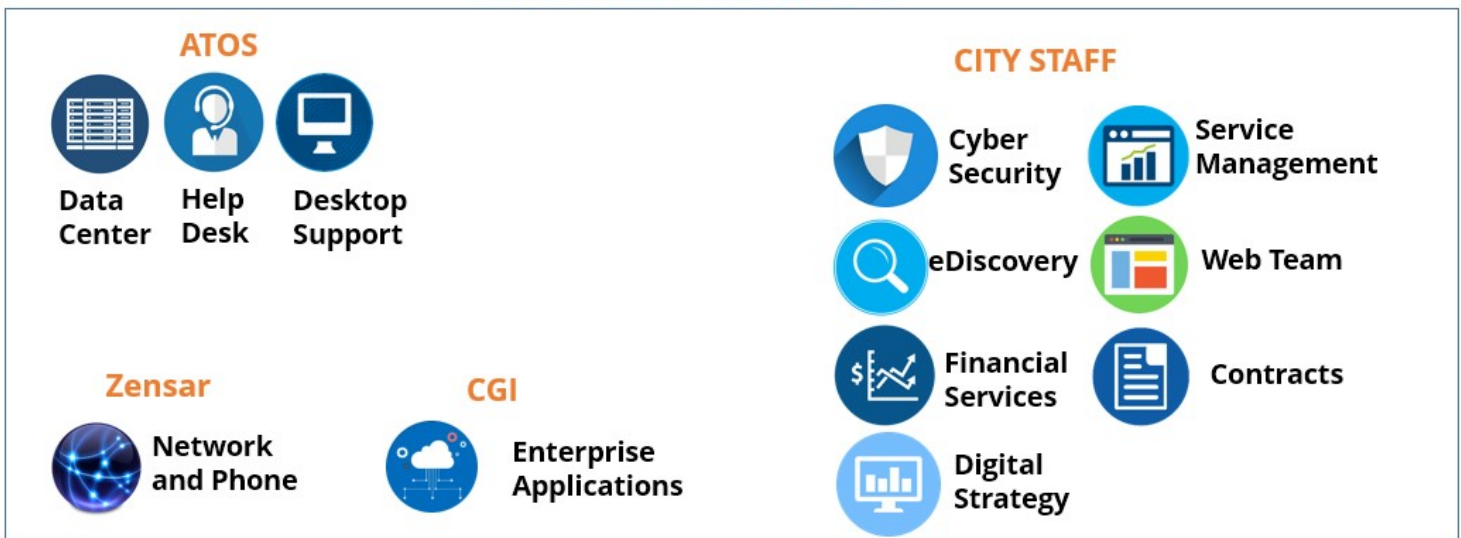 ATOS
Data
Center
Help
Desk
Desktop
Support
Zensar
Network
and Phone
CGI
Enterprise
Applications
CITY STAFF
Cyber
Security
Service
Management
eDiscovery
Web Team
Financial
Services
$
Contracts
Digital
Strategy